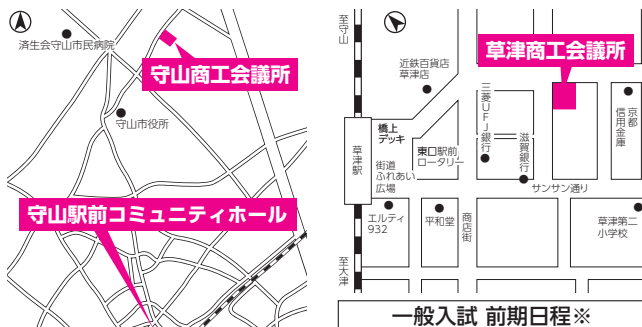 済生会守山市民病院
守山商工会議所
守山市役所
守山駅前コミュニティホール
至守山
近鉄百貨店
草津店
草津商工会議所
三菱UFJ銀行
京都
信用金庫
橋上
デッキ
東口駅前
ロータリー
滋賀銀行
草津駅
街道
ふれあい
広場
サンサン通り
エルティ
932
平和堂
商店街
草津第二
小学校
至大津
一般入試 前期日程※